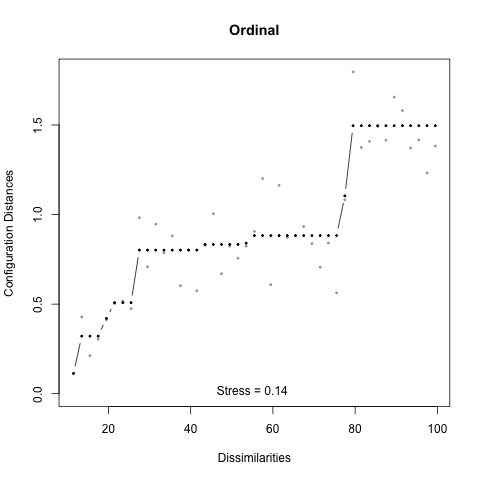 Ordinal
Configuration Distances
1.5
1.0
0.5
0.0
Stress = 0.14
20 40 60 80 100
Dissimilarities